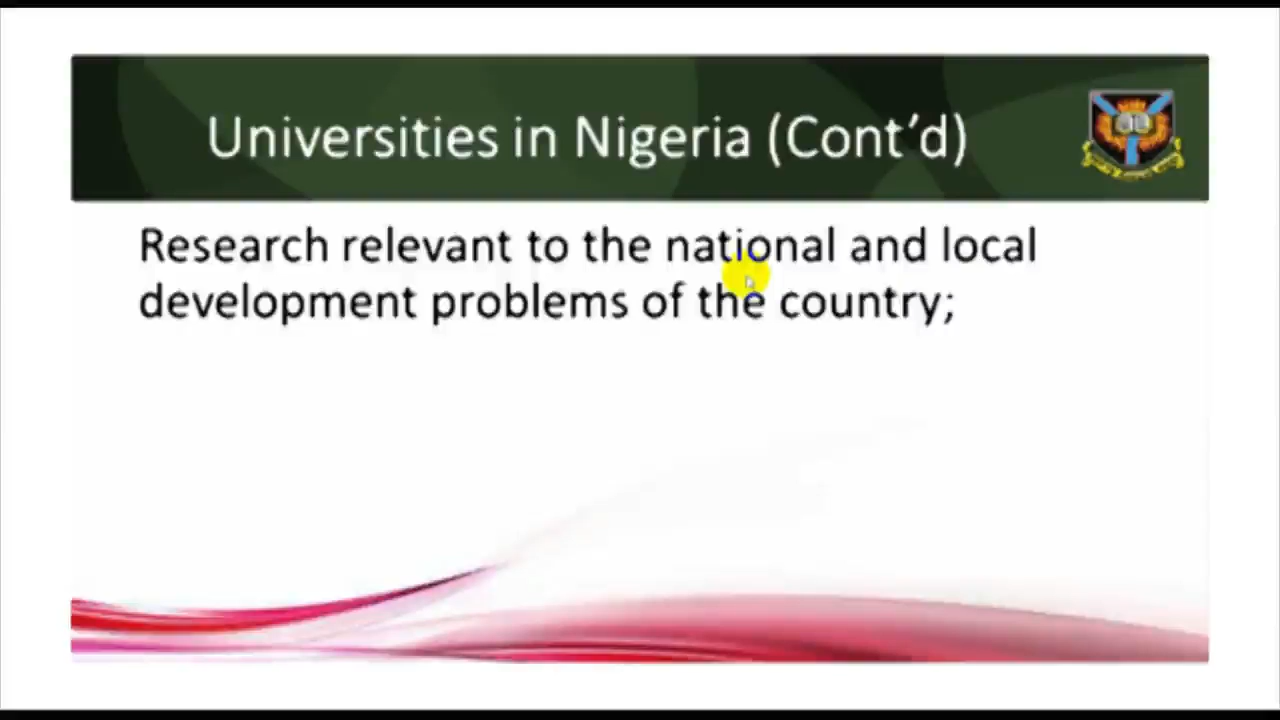 Universities in Nigeria (Cont’d)
Research relevant to the national and local
development problems of the country;